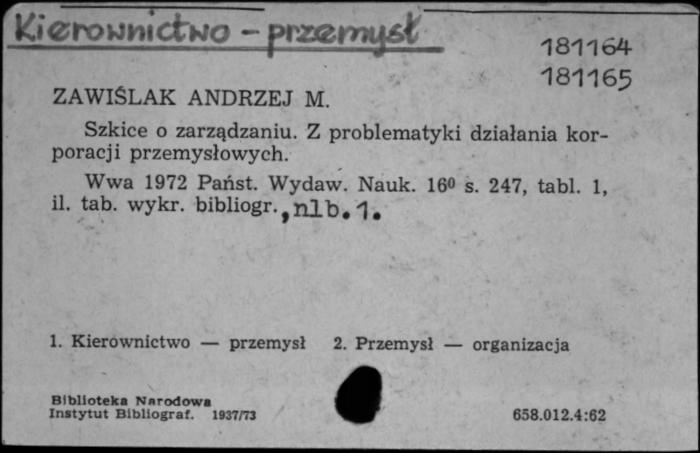 Kierownictwo - przemysł
181164
181165
ZAWIŚLAK ANDRZEJ M.
Szkice o zarządzaniu. Z problematyki działania kor-
poracji przemysłowych.
Wwa 1972 Państ. Wydaw. Nauk. 16⁰ s. 247, tabl. 1,
il. tab. wykr. bibliogr., nlb. 1.
1. Kierownictwo — przemysł 2. Przemysł — organizacja
Biblioteka Narodowa
Instytut Bibliograf. 1937/73
658.012.4:62